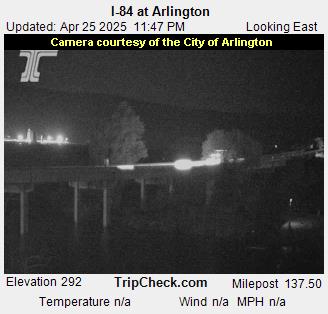 I-84 at Arlington
Updated: Apr 25 2025 11:47 PM Looking East
Camera courtesy of the City of Arlington
Elevation 292 TripCheck.com Milepost 137.50
Temperature n/a Wind n/a MPH n/a